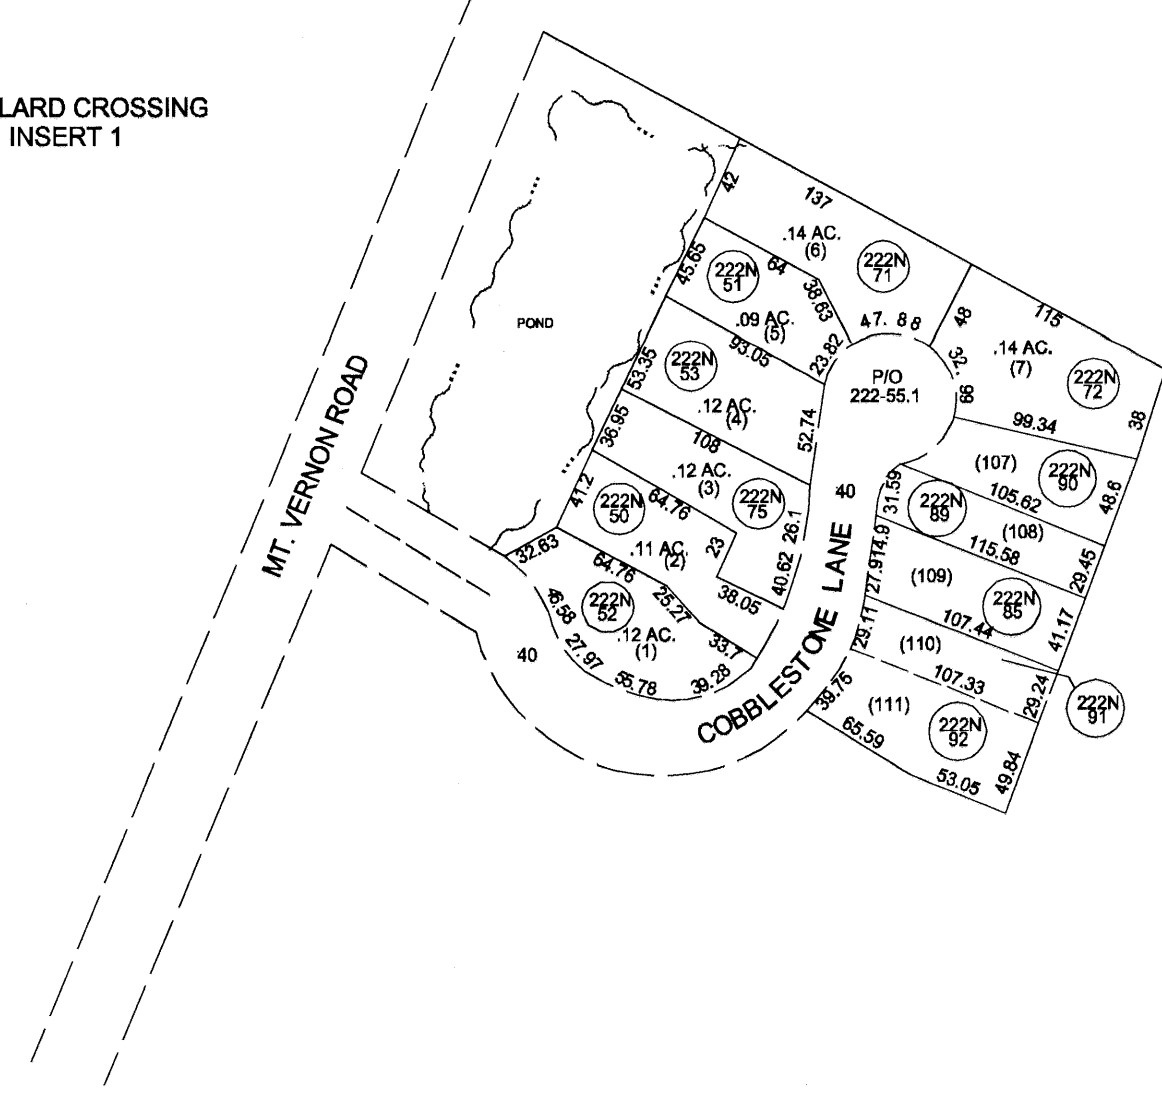 LARD CROSSING
INSERT 1
MT. VERNON ROAD
POND
42
137
.14 AC.
(6)
222N
71
45.65
222N
51
64
38.63
.09 AC.
(5)
47.88
23.82
48
115
.14 AC.
(7)
222N
72
32.66
38
99.34
P/O
222-55.1
53.35
222N
53
93.05
.12 AC.
(4)
52.74
36.95
108
.12 AC.
(3)
222N
75
(107)
222N
90
105.62
48.6
41.2
222N
50
64.76
.11 AC.
(2)
23
26.1
40
31.59
222N
89
(108)
115.58
29.45
14.9
32.63
64.76
40.62
38.05
27.9
(109)
222N
85
41.17
107.44
46.58
222N
52
25.27
.12 AC.
(1)
33.7
27.97
55.78
39.28
40
COBBLESTONE LANE
29.11
(110)
107.33
29.24
222N
91
39.75
(111)
222N
92
65.59
53.05
49.84